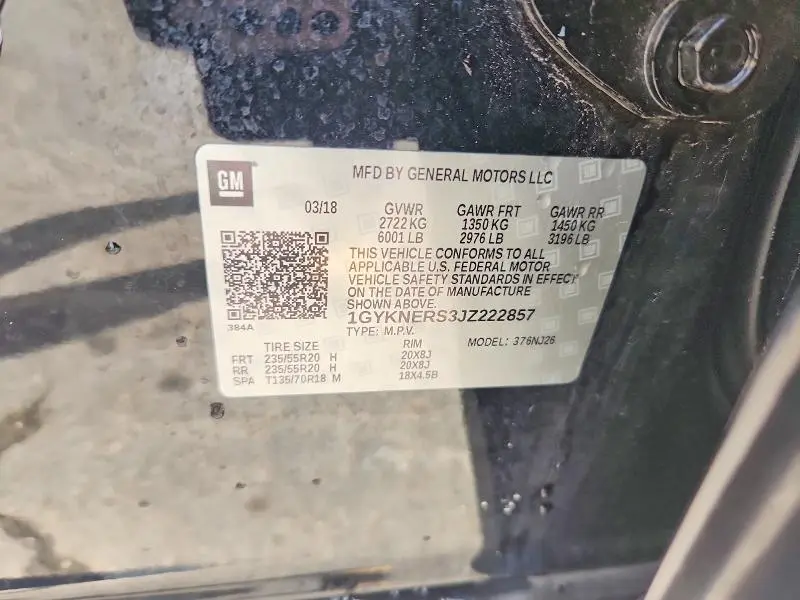 GM
MFD BY GENERAL MOTORS LLC
03/18 GVWR GAWR FRT GAWR RR
2722 KG 1350 KG 1450 KG
6001 LB 2976 LB 3196 LB
THIS VEHICLE CONFORMS TO ALL
APPLICABLE U.S. FEDERAL MOTOR
VEHICLE SAFETY STANDARDS IN EFFECT
ON THE DATE OF MANUFACTURE
SHOWN ABOVE.
384A
1GYKNERS3JZ222857
TYPE: M.P.V. MODEL: 376NJ26
TIRE SIZE RIM
FRT 235/55R20 H 20X8J
RR 235/55R20 H 20X8J
SPA T135/70R18 M 18X4.5B